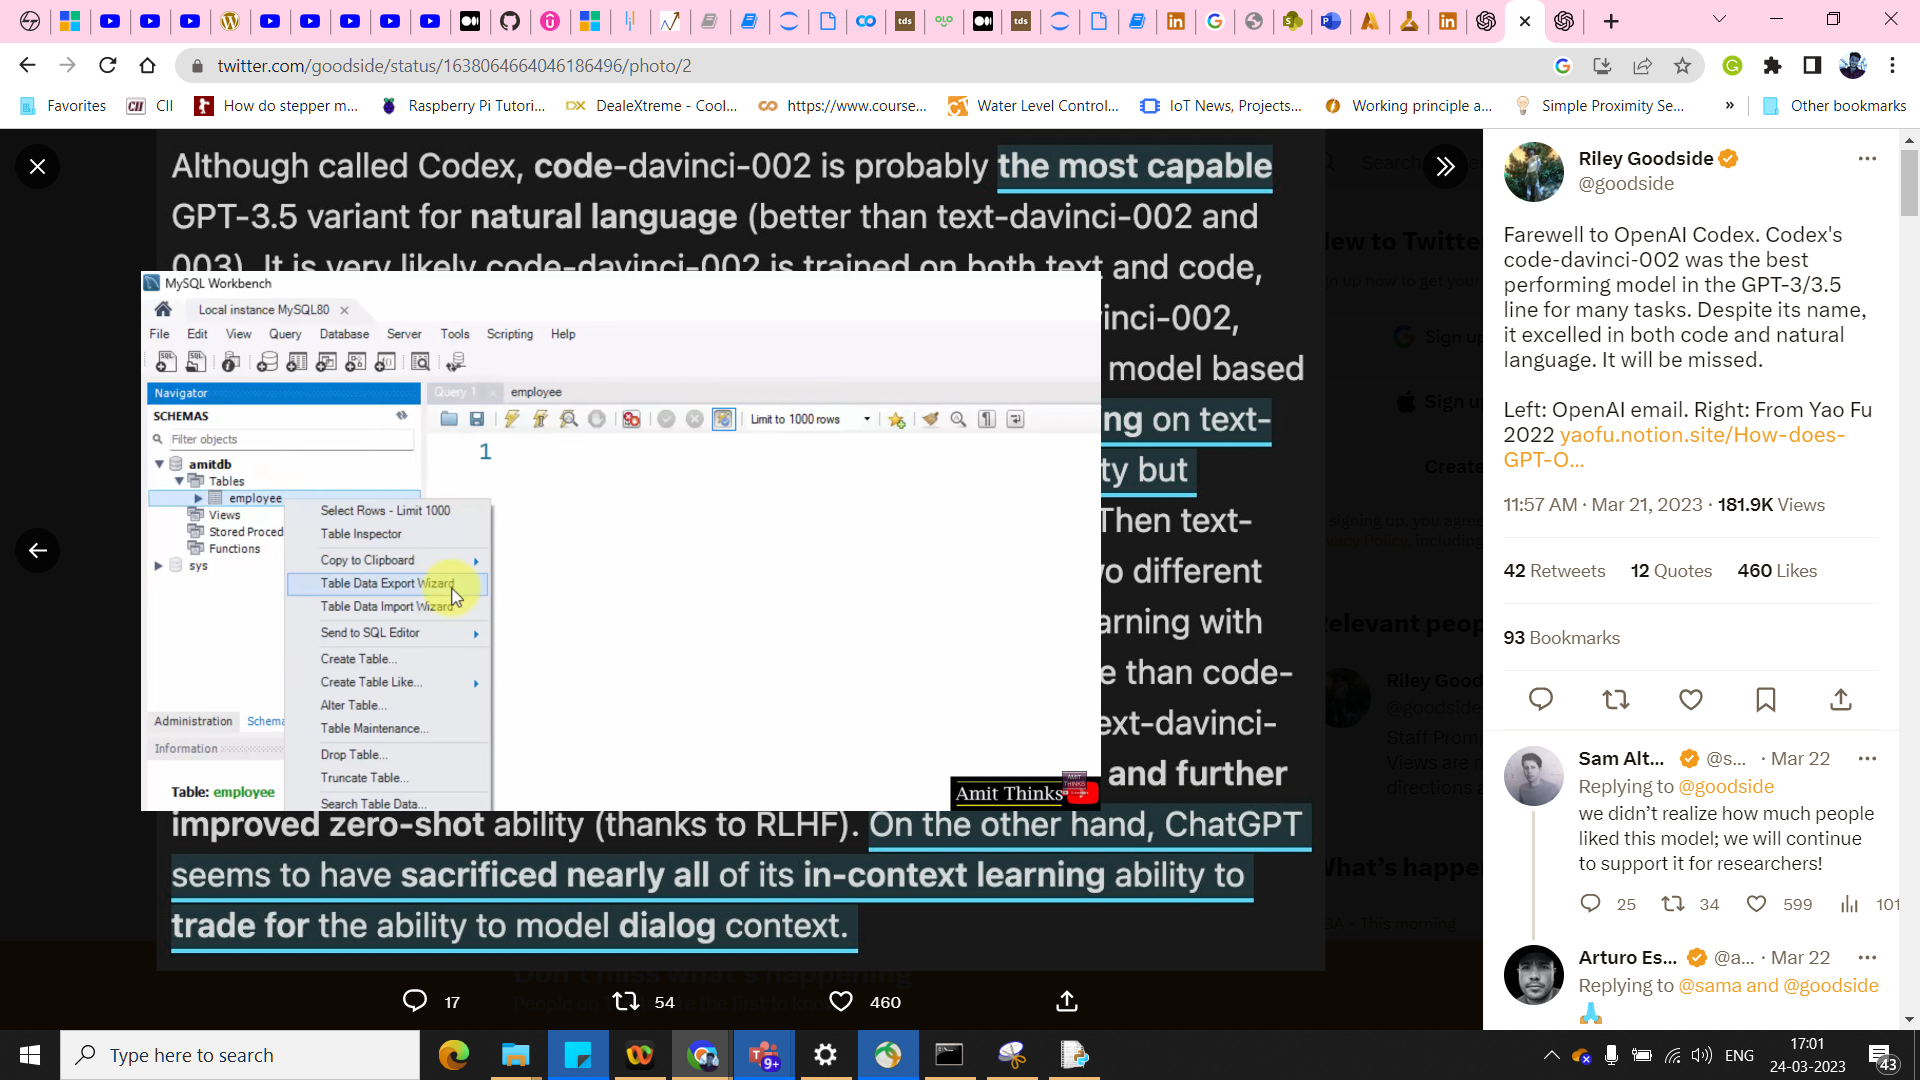 twitter.com/goodside/status/1638064664046186496/photo/2
Favorites
CII
How do stepper m...
Raspberry Pi Tutori...
DealeXtreme - Cool...
https://www.course...
Water Level Control...
IoT News, Projects...
Working principle a...
Simple Proximity Se...
»
Other bookmarks
Although called Codex, code-davinci-002 is probably the most capable
GPT-3.5 variant for natural language (better than text-davinci-002 and
003). It is very likely code-davinci-002 is trained on both text and code,
vinci-002,
model based
ng on text-
ty but
Then text-
vo different
arning with
e than code-
ext-davinci-
and further
improved zero-shot ability (thanks to RLHF). On the other hand, ChatGPT
seems to have sacrificed nearly all of its in-context learning ability to
trade for the ability to model dialog context.
MySQL Workbench
Local instance MySQL80
File Edit View Query Database Server Tools Scripting Help
Navigator
SCHEMAS
Filter objects
amitdb
Tables
employee
Views
Stored Proced
Functions
sys
Administration Schema
Information
Table: employee
Query 1
employee
Limit to 1000 rows
1
Select Rows - Limit 1000
Table Inspector
Copy to Clipboard
Table Data Export Wizard
Table Data Import Wizard
Send to SQL Editor
Create Table...
Create Table Like...
Alter Table...
Table Maintenance...
Drop Table...
Truncate Table...
Search Table Data...
Amit Thinks
AMIT
THINKS
17
54
460
Riley Goodside
@goodside
Farewell to OpenAI Codex. Codex's
code-davinci-002 was the best
performing model in the GPT-3/3.5
line for many tasks. Despite its name,
it excelled in both code and natural
language. It will be missed.
Left: OpenAI email. Right: From Yao Fu
2022 yaofu.notion.site/How-does-
GPT-O...
11:57 AM · Mar 21, 2023 · 181.9K Views
42 Retweets 12 Quotes 460 Likes
93 Bookmarks
Sam Alt... @s... · Mar 22
Replying to @goodside
we didn't realize how much people
liked this model; we will continue
to support it for researchers!
25 34 599 101
Arturo Es... @a... · Mar 22
Replying to @sama and @goodside
Type here to search
9+
ENG
17:01
24-03-2023
43